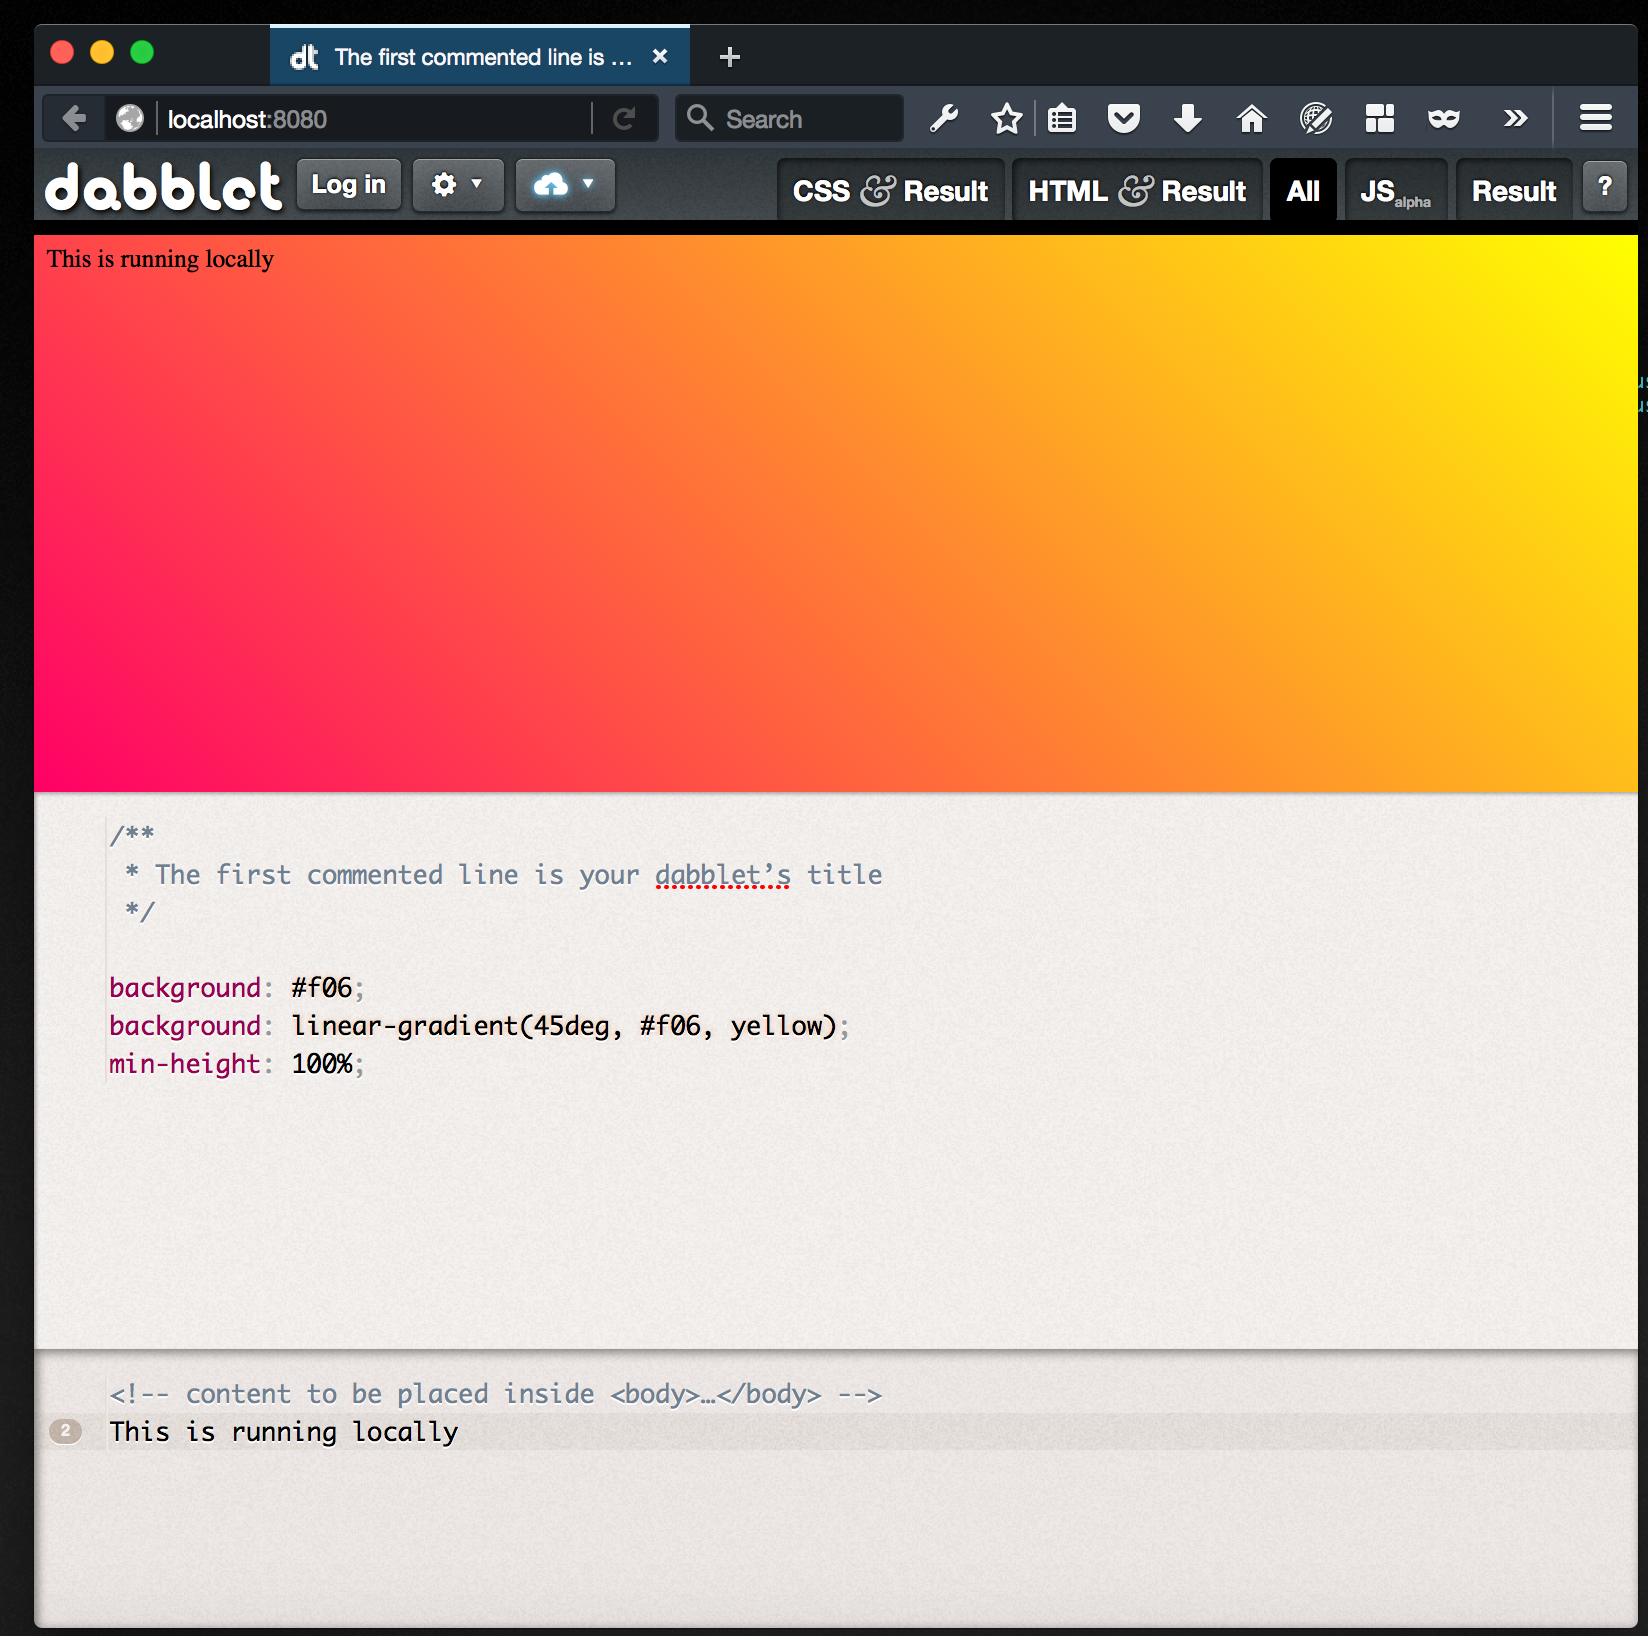 dt The first commented line is ...
localhost:8080
Search
dabblet Log in CSS & Result HTML & Result All JS alpha Result ?
This is running locally
/**
* The first commented line is your dabblet’s title
*/
background: #f06;
background: linear-gradient(45deg, #f06, yellow);
min-height: 100%;
<!-- content to be placed inside <body>…</body> -->
2 This is running locally